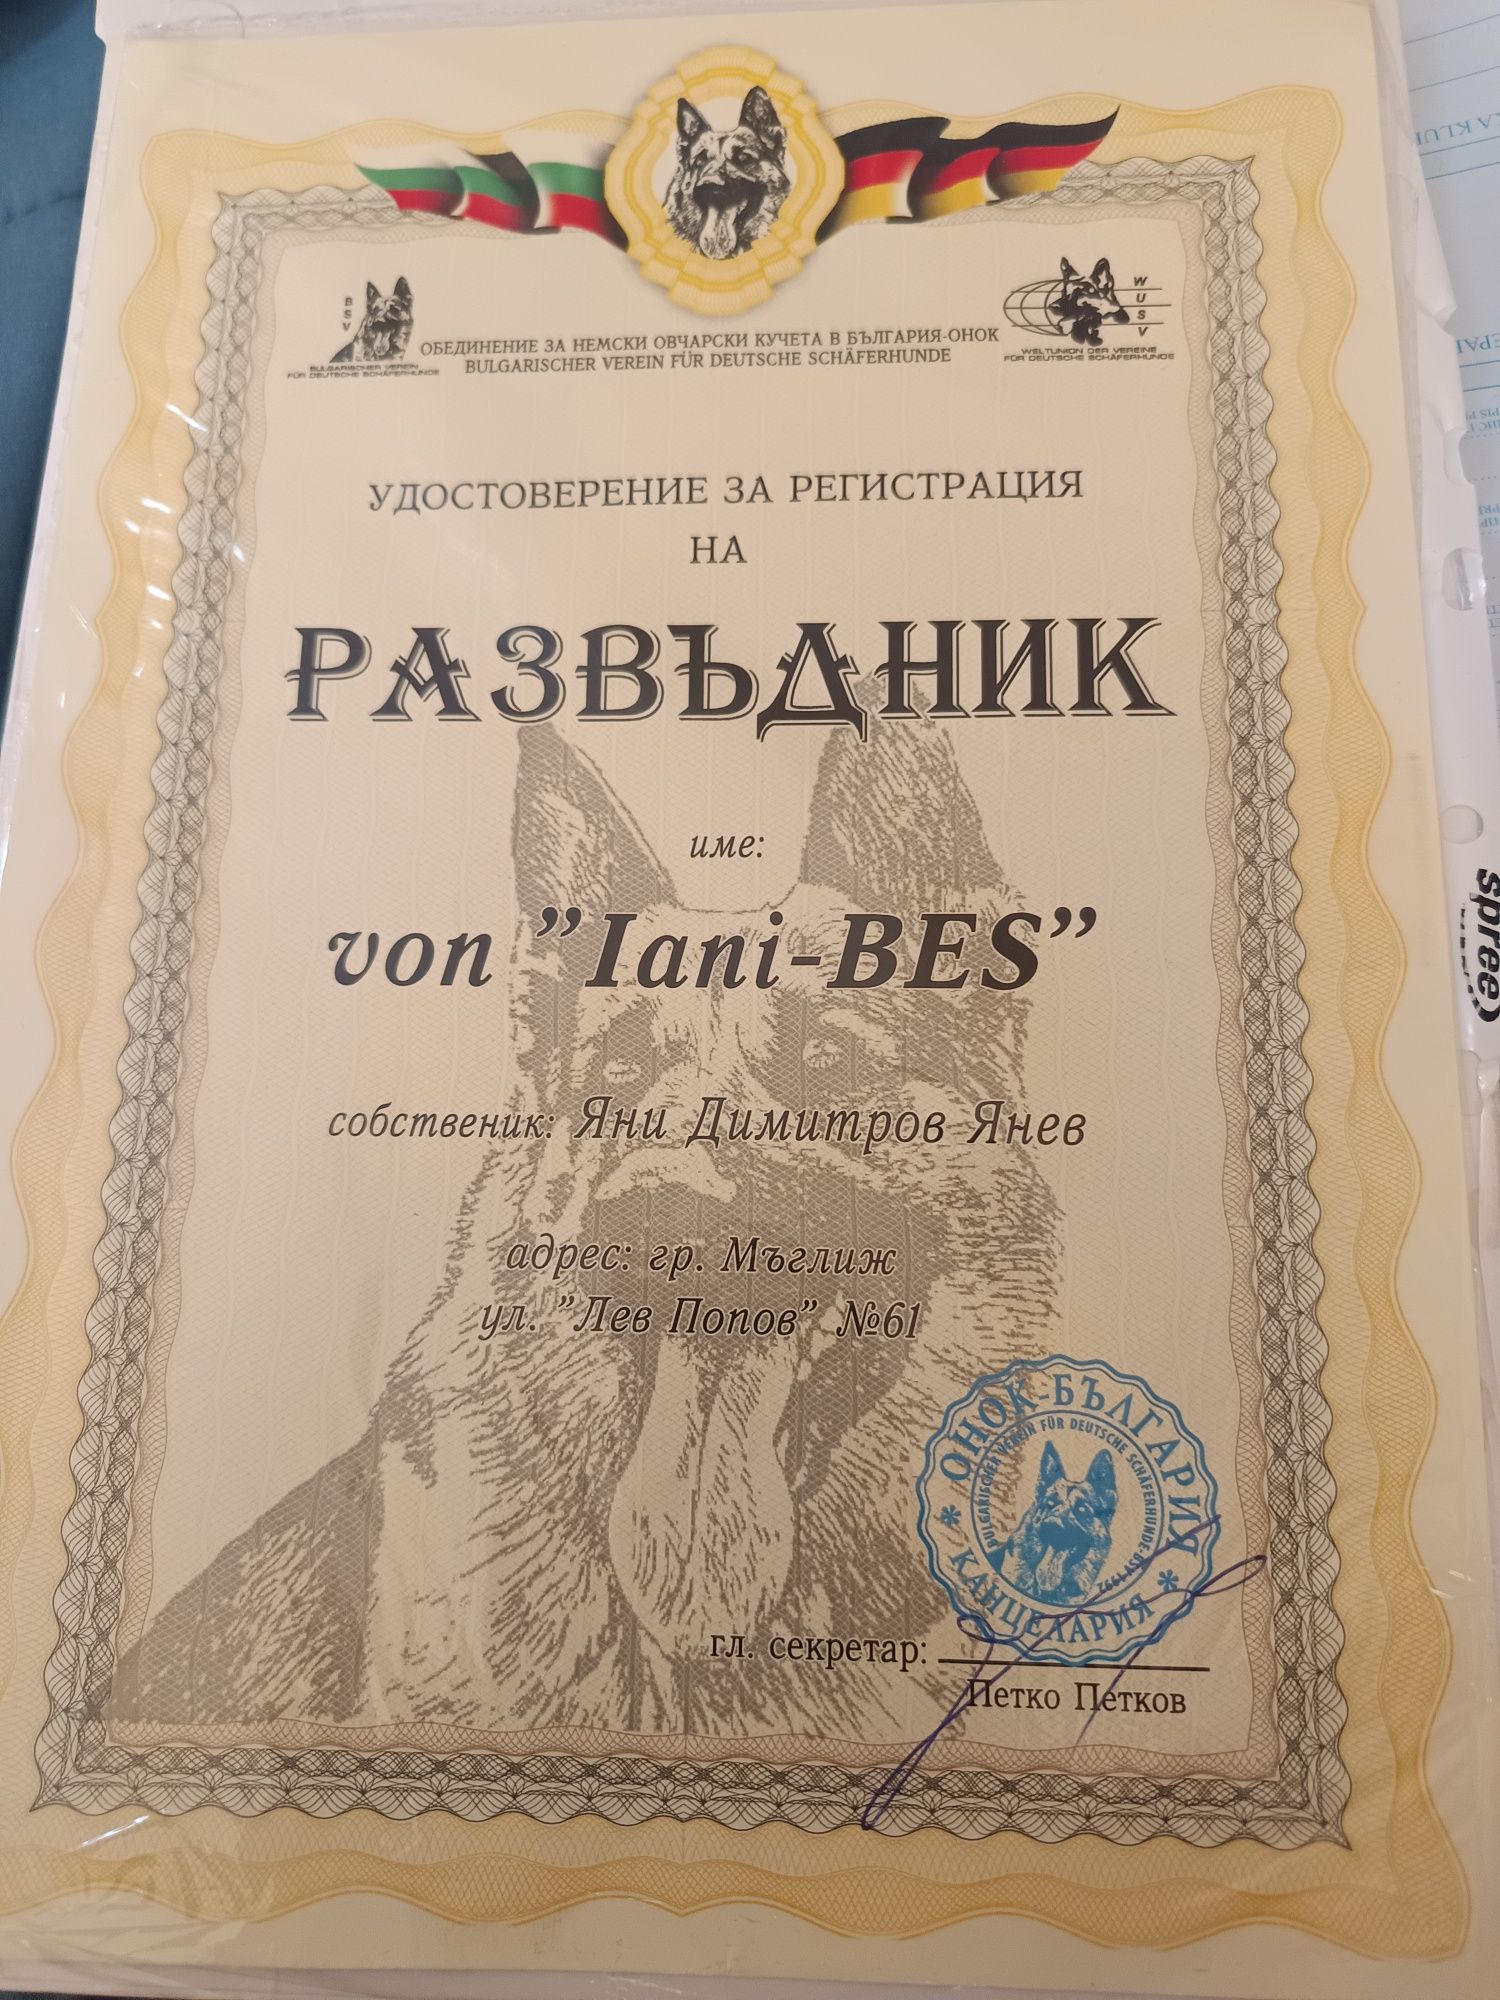 BSV
BULGARISCHER VEREIN
FÜR DEUTSCHE SCHÄFERHUNDE
WUSV
WELTUNION DER VEREINE
FÜR DEUTSCHE SCHÄFERHUNDE
ОБЕДИНЕНИЕ ЗА НЕМСКИ ОВЧАРСКИ КУЧЕТА В БЪЛГАРИЯ-ОНОК
BULGARISCHER VEREIN FÜR DEUTSCHE SCHÄFERHUNDE
УДОСТОВЕРЕНИЕ ЗА РЕГИСТРАЦИЯ
НА
РАЗВЪДНИК
име:
von "Iani-BES"
собственик: Яни Димитров Янев
адрес: гр. Мъглиж
ул. "Лев Попов" №61
ОНОК-БЪЛГАРИЯ
BULGARISCHER VEREIN FÜR DEUTSCHE SCHÄFERHUNDE-BSV 1992
* КАНЦЕЛАРИЯ *
гл. секретар:
Петко Петков
spree